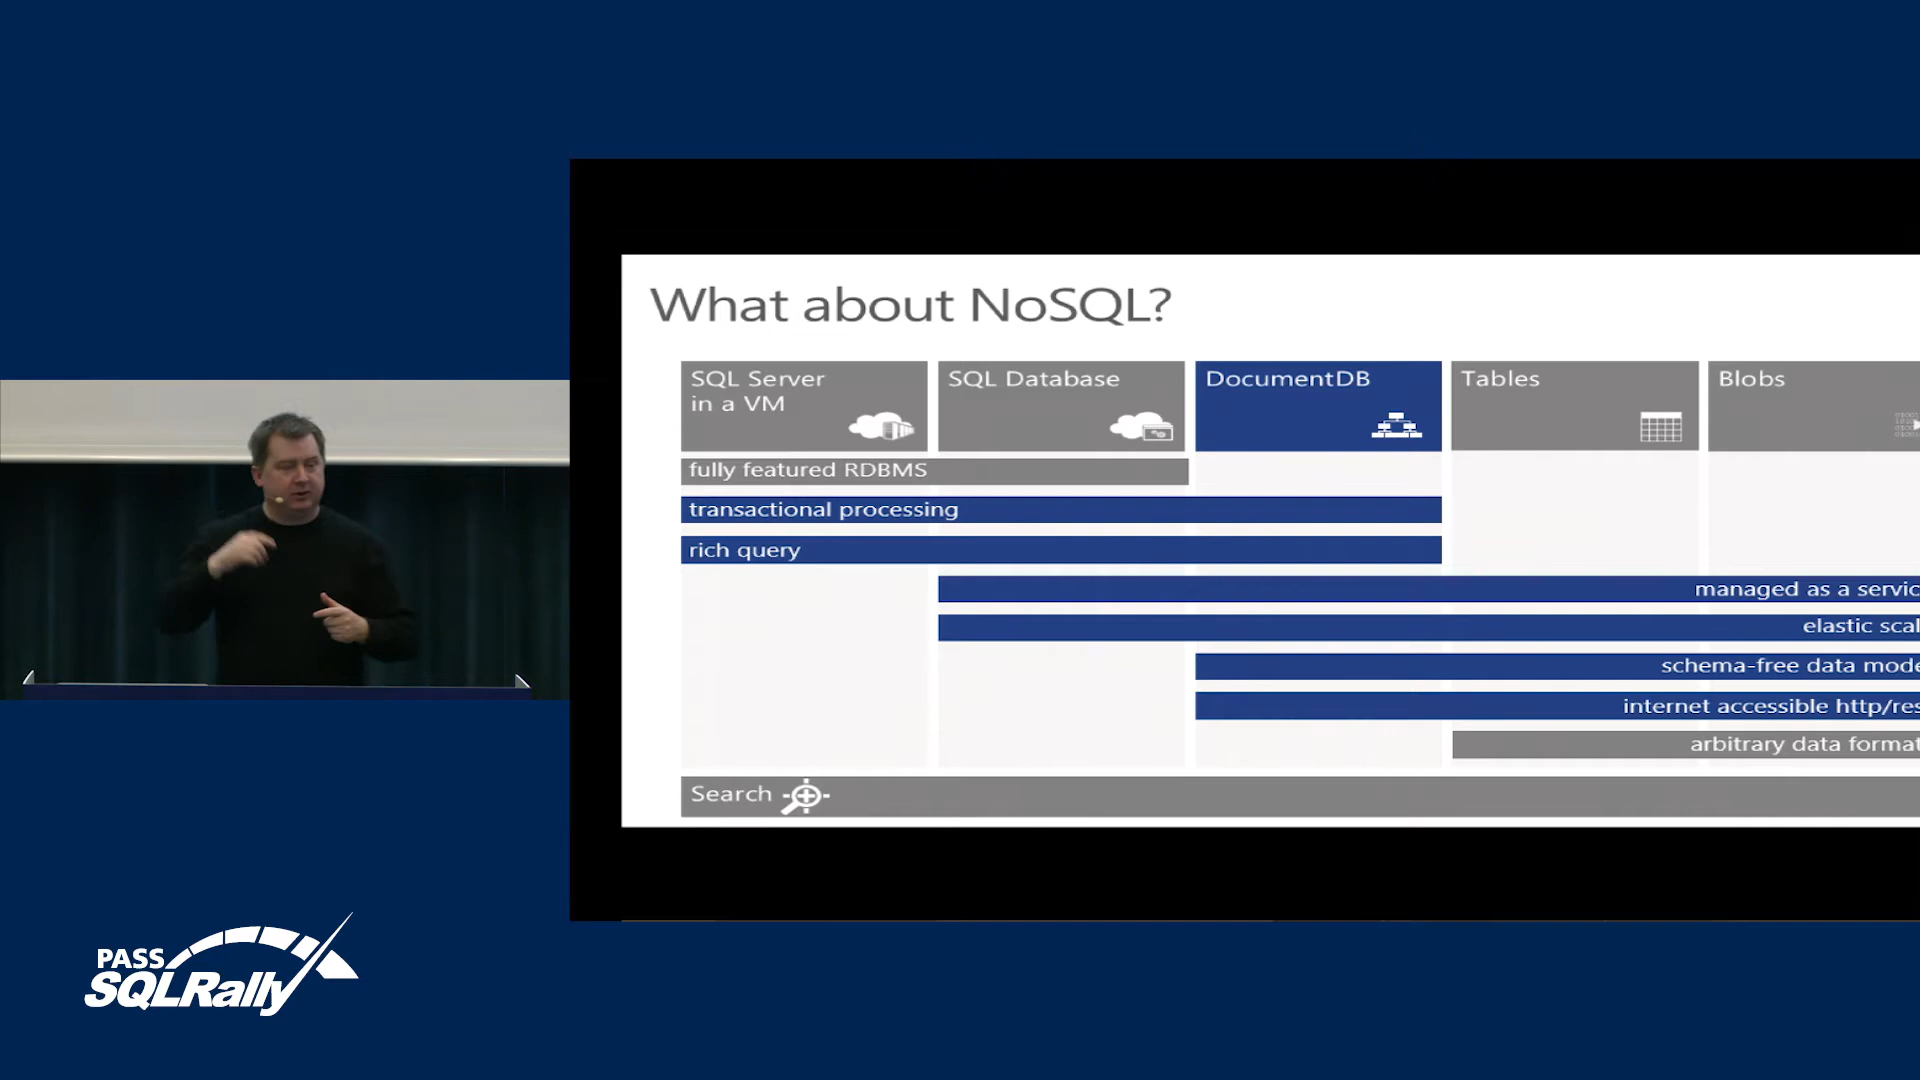 What about NoSQL?
SQL Server
in a VM
SQL Database
DocumentDB
Tables
Blobs
fully featured RDBMS
transactional processing
rich query
managed as a servic
elastic scal
schema-free data mode
internet accessible http/res
arbitrary data format
Search
PASS
SQLRally